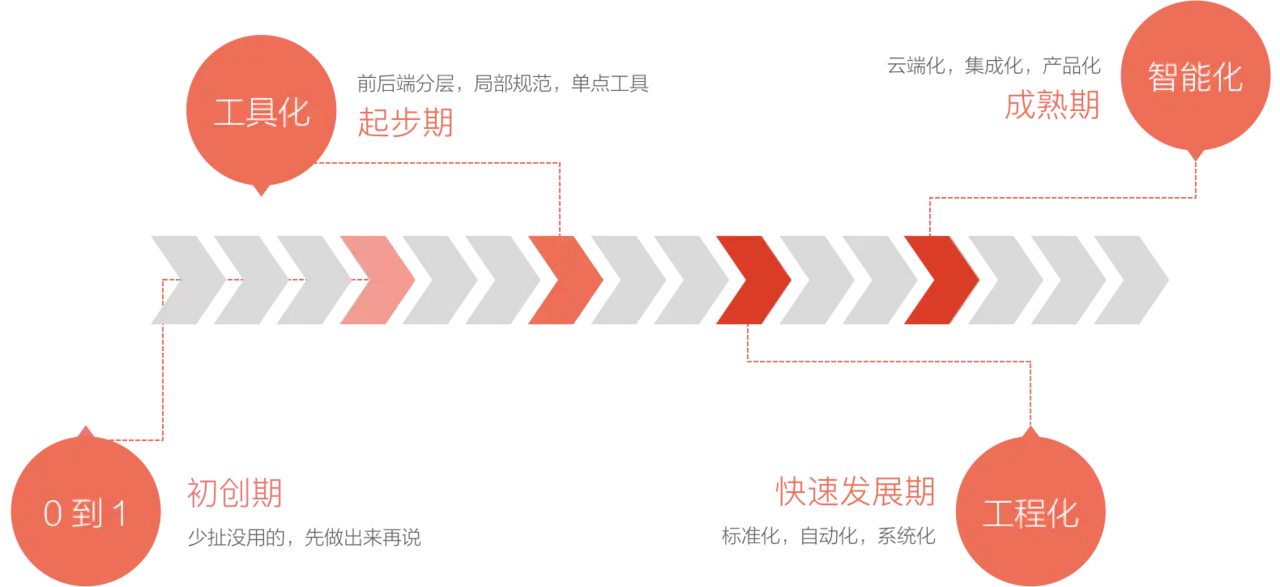 工具化
前后端分层，局部规范，单点工具
起步期
云端化，集成化，产品化
成熟期
智能化
0 到 1
初创期
少扯没用的，先做出来再说
快速发展期
标准化，自动化，系统化
工程化